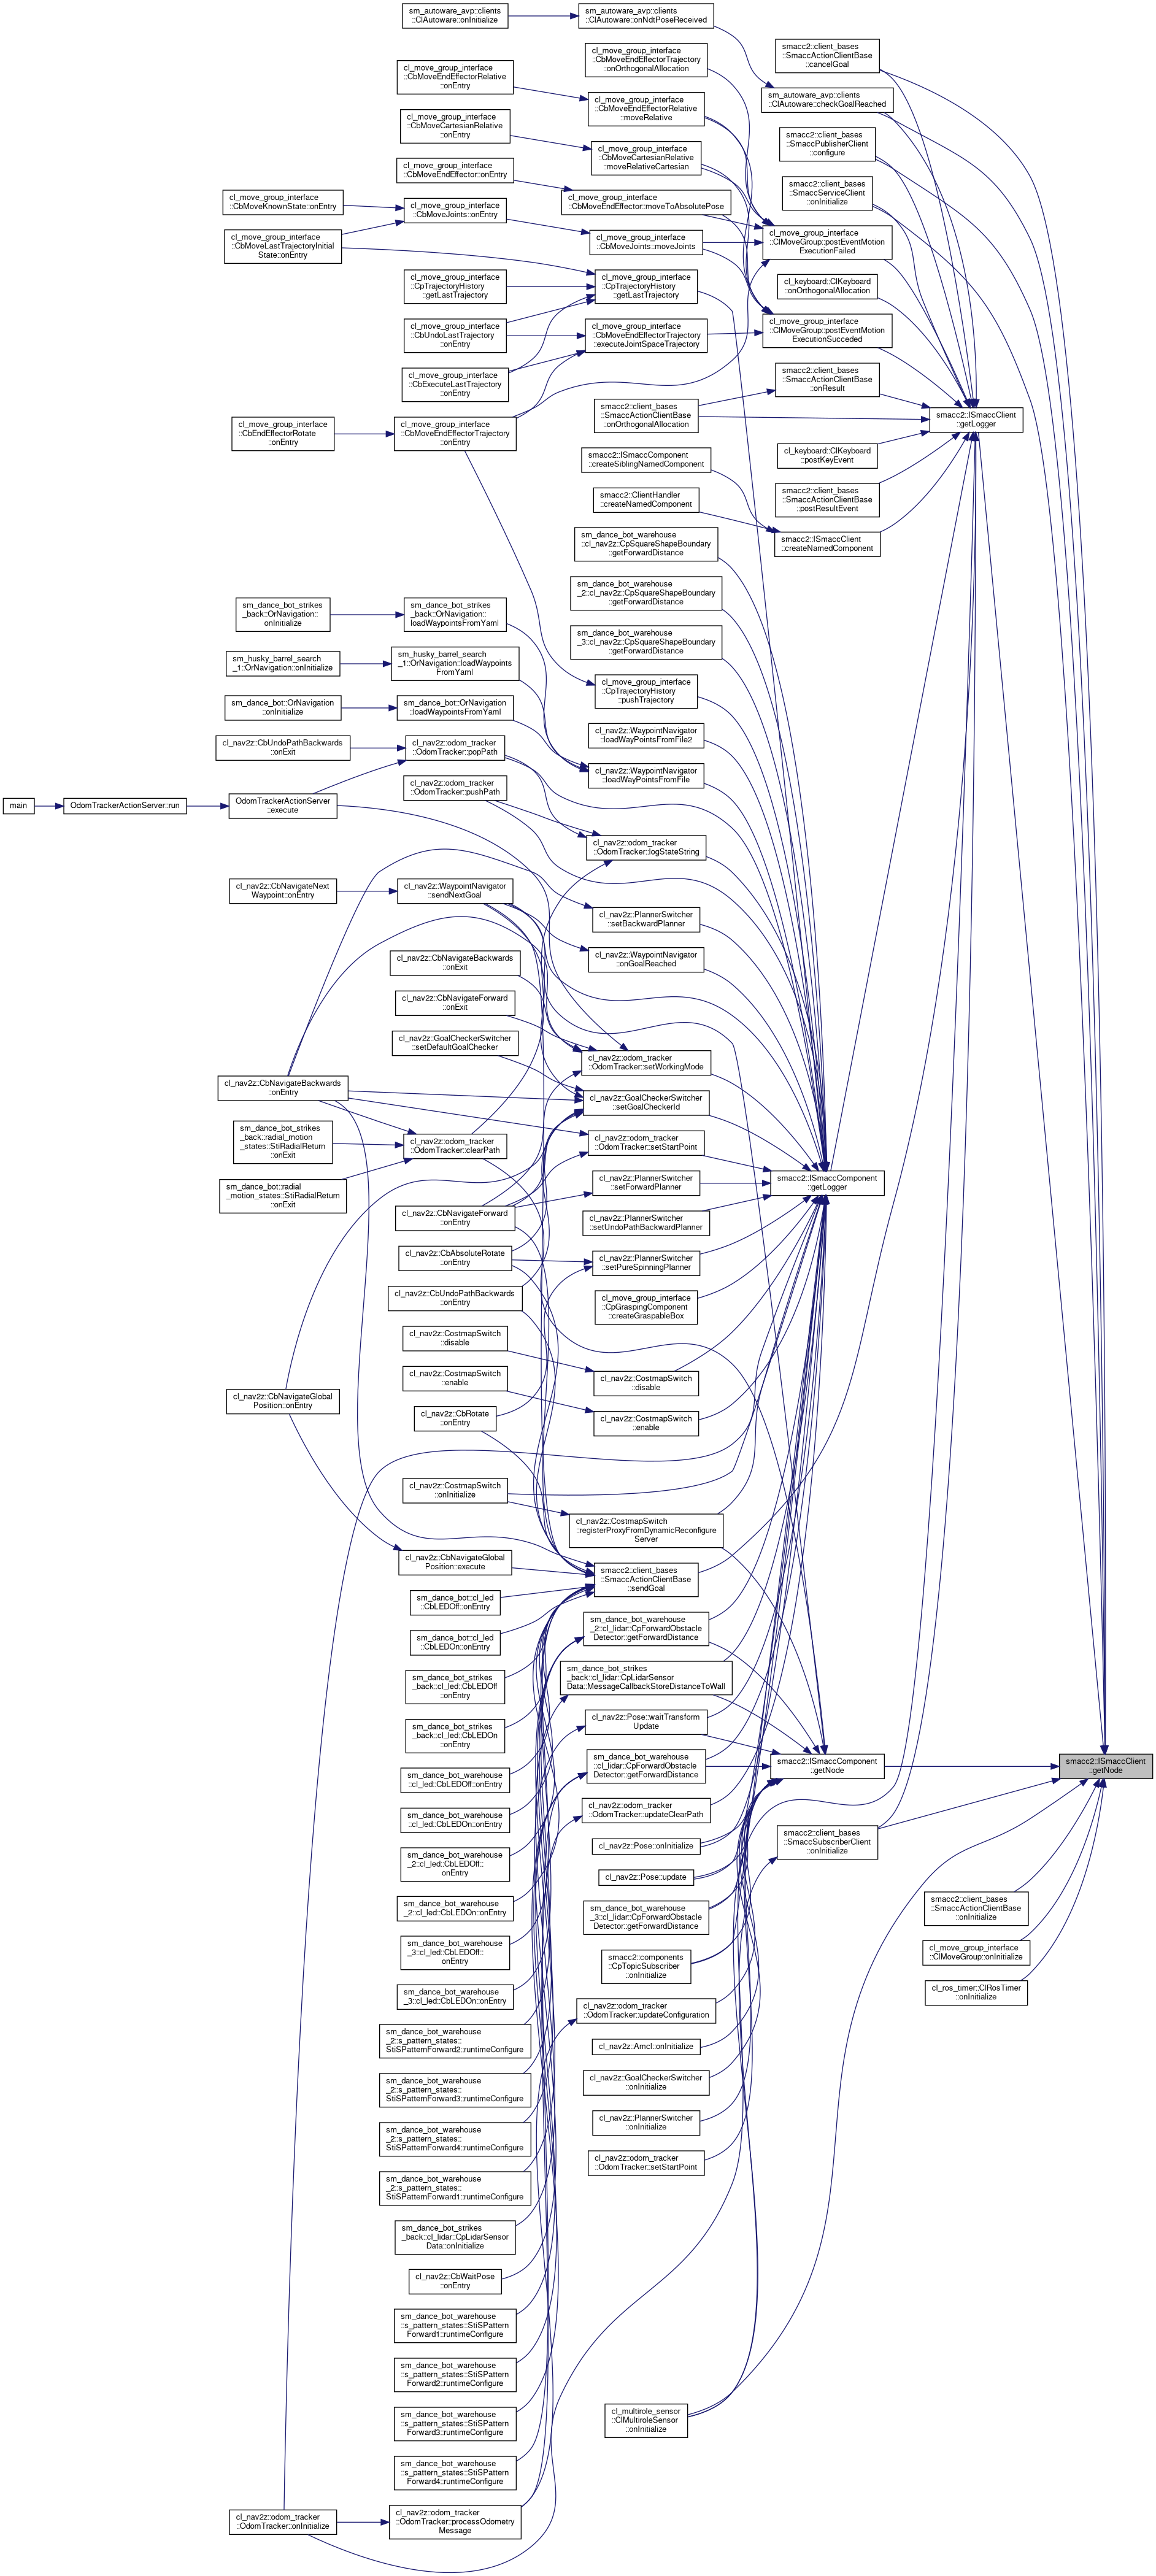 sm_autoware_avp::clients
::ClAutoware::onInitialize
sm_autoware_avp::clients
::ClAutoware::onNdtPoseReceived
cl_move_group_interface
::CbMoveEndEffectorTrajectory
::onOrthogonalAllocation
smacc2::client_bases
::SmaccActionClientBase
::cancelGoal
cl_move_group_interface
::CbMoveEndEffectorRelative
::onEntry
cl_move_group_interface
::CbMoveEndEffectorRelative
::moveRelative
sm_autoware_avp::clients
::ClAutoware::checkGoalReached
cl_move_group_interface
::CbMoveCartesianRelative
::onEntry
cl_move_group_interface
::CbMoveCartesianRelative
::moveRelativeCartesian
smacc2::client_bases
::SmaccPublisherClient
::configure
cl_move_group_interface
::CbMoveEndEffector::onEntry
cl_move_group_interface
::CbMoveEndEffector::moveToAbsolutePose
smacc2::client_bases
::SmaccServiceClient
::onInitialize
cl_move_group_interface
::CbMoveKnownState::onEntry
cl_move_group_interface
::CbMoveJoints::onEntry
cl_move_group_interface
::CbMoveJoints::moveJoints
cl_move_group_interface
::ClMoveGroup::postEventMotion
ExecutionFailed
cl_move_group_interface
::CbMoveLastTrajectoryInitial
State::onEntry
cl_move_group_interface
::CpTrajectoryHistory
::getLastTrajectory
cl_move_group_interface
::CpTrajectoryHistory
::getLastTrajectory
cl_keyboard::ClKeyboard
::onOrthogonalAllocation
cl_move_group_interface
::CbUndoLastTrajectory
::onEntry
cl_move_group_interface
::CbMoveEndEffectorTrajectory
::executeJointSpaceTrajectory
cl_move_group_interface
::ClMoveGroup::postEventMotion
ExecutionSucceded
cl_move_group_interface
::CbExecuteLastTrajectory
::onEntry
smacc2::client_bases
::SmaccActionClientBase
::onResult
smacc2::client_bases
::SmaccActionClientBase
::onOrthogonalAllocation
smacc2::ISmaccClient
::getLogger
cl_move_group_interface
::CbEndEffectorRotate
::onEntry
cl_move_group_interface
::CbMoveEndEffectorTrajectory
::onEntry
cl_keyboard::ClKeyboard
::postKeyEvent
smacc2::ISmaccComponent
::createSiblingNamedComponent
smacc2::client_bases
::SmaccActionClientBase
::postResultEvent
smacc2::ClientHandler
::createNamedComponent
smacc2::ISmaccClient
::createNamedComponent
sm_dance_bot_warehouse
::cl_nav2z::CpSquareShapeBoundary
::getForwardDistance
sm_dance_bot_warehouse
_2::cl_nav2z::CpSquareShapeBoundary
::getForwardDistance
sm_dance_bot_strikes
_back::OrNavigation::
onInitialize
sm_dance_bot_strikes
_back::OrNavigation::
loadWaypointsFromYaml
sm_dance_bot_warehouse
_3::cl_nav2z::CpSquareShapeBoundary
::getForwardDistance
sm_husky_barrel_search
_1::OrNavigation::onInitialize
sm_husky_barrel_search
_1::OrNavigation::loadWaypoints
FromYaml
cl_move_group_interface
::CpTrajectoryHistory
::pushTrajectory
sm_dance_bot::OrNavigation
::onInitialize
sm_dance_bot::OrNavigation
::loadWaypointsFromYaml
cl_nav2z::WaypointNavigator
::loadWayPointsFromFile2
cl_nav2z::CbUndoPathBackwards
::onExit
cl_nav2z::odom_tracker
::OdomTracker::popPath
cl_nav2z::WaypointNavigator
::loadWayPointsFromFile
main
OdomTrackerActionServer::run
OdomTrackerActionServer
::execute
cl_nav2z::odom_tracker
::OdomTracker::pushPath
cl_nav2z::odom_tracker
::OdomTracker::logStateString
cl_nav2z::CbNavigateNext
Waypoint::onEntry
cl_nav2z::WaypointNavigator
::sendNextGoal
cl_nav2z::PlannerSwitcher
::setBackwardPlanner
cl_nav2z::CbNavigateBackwards
::onExit
cl_nav2z::WaypointNavigator
::onGoalReached
cl_nav2z::CbNavigateForward
::onExit
cl_nav2z::GoalCheckerSwitcher
::setDefaultGoalChecker
cl_nav2z::odom_tracker
::OdomTracker::setWorkingMode
cl_nav2z::CbNavigateBackwards
::onEntry
cl_nav2z::GoalCheckerSwitcher
::setGoalCheckerId
sm_dance_bot_strikes
_back::radial_motion
_states::StiRadialReturn
::onExit
cl_nav2z::odom_tracker
::OdomTracker::clearPath
cl_nav2z::odom_tracker
::OdomTracker::setStartPoint
sm_dance_bot::radial
_motion_states::StiRadialReturn
::onExit
cl_nav2z::PlannerSwitcher
::setForwardPlanner
smacc2::ISmaccComponent
::getLogger
cl_nav2z::CbNavigateForward
::onEntry
cl_nav2z::PlannerSwitcher
::setUndoPathBackwardPlanner
cl_nav2z::CbAbsoluteRotate
::onEntry
cl_nav2z::PlannerSwitcher
::setPureSpinningPlanner
cl_nav2z::CbUndoPathBackwards
::onEntry
cl_move_group_interface
::CpGraspingComponent
::createGraspableBox
cl_nav2z::CostmapSwitch
::disable
cl_nav2z::CostmapSwitch
::disable
cl_nav2z::CostmapSwitch
::enable
cl_nav2z::CbNavigateGlobal
Position::onEntry
cl_nav2z::CbRotate
::onEntry
cl_nav2z::CostmapSwitch
::enable
cl_nav2z::CostmapSwitch
::onInitialize
cl_nav2z::CostmapSwitch
::registerProxyFromDynamicReconfigure
Server
cl_nav2z::CbNavigateGlobal
Position::execute
smacc2::client_bases
::SmaccActionClientBase
::sendGoal
sm_dance_bot::cl_led
::CbLEDOff::onEntry
sm_dance_bot_warehouse
_2::cl_lidar::CpForwardObstacle
Detector::getForwardDistance
sm_dance_bot::cl_led
::CbLEDOn::onEntry
sm_dance_bot_strikes
_back::cl_led::CbLEDOff
::onEntry
sm_dance_bot_strikes
_back::cl_lidar::CpLidarSensor
Data::MessageCallbackStoreDistanceToWall
sm_dance_bot_strikes
_back::cl_led::CbLEDOn
::onEntry
cl_nav2z::Pose::waitTransform
Update
sm_dance_bot_warehouse
::cl_led::CbLEDOff::onEntry
sm_dance_bot_warehouse
::cl_lidar::CpForwardObstacle
Detector::getForwardDistance
smacc2::ISmaccComponent
::getNode
smacc2::ISmaccClient
::getNode
sm_dance_bot_warehouse
::cl_led::CbLEDOn::onEntry
cl_nav2z::odom_tracker
::OdomTracker::updateClearPath
sm_dance_bot_warehouse
_2::cl_led::CbLEDOff::
onEntry
cl_nav2z::Pose::onInitialize
smacc2::client_bases
::SmaccSubscriberClient
::onInitialize
cl_nav2z::Pose::update
sm_dance_bot_warehouse
_2::cl_led::CbLEDOn::onEntry
sm_dance_bot_warehouse
_3::cl_lidar::CpForwardObstacle
Detector::getForwardDistance
smacc2::client_bases
::SmaccActionClientBase
::onInitialize
sm_dance_bot_warehouse
_3::cl_led::CbLEDOff::
onEntry
smacc2::components
::CpTopicSubscriber
::onInitialize
cl_move_group_interface
::ClMoveGroup::onInitialize
sm_dance_bot_warehouse
_3::cl_led::CbLEDOn::onEntry
cl_nav2z::odom_tracker
::OdomTracker::updateConfiguration
cl_ros_timer::ClRosTimer
::onInitialize
sm_dance_bot_warehouse
_2::s_pattern_states::
StiSPatternForward2::runtimeConfigure
cl_nav2z::Amcl::onInitialize
sm_dance_bot_warehouse
_2::s_pattern_states::
StiSPatternForward3::runtimeConfigure
cl_nav2z::GoalCheckerSwitcher
::onInitialize
sm_dance_bot_warehouse
_2::s_pattern_states::
StiSPatternForward4::runtimeConfigure
cl_nav2z::PlannerSwitcher
::onInitialize
sm_dance_bot_warehouse
_2::s_pattern_states::
StiSPatternForward1::runtimeConfigure
cl_nav2z::odom_tracker
::OdomTracker::setStartPoint
sm_dance_bot_strikes
_back::cl_lidar::CpLidarSensor
Data::onInitialize
cl_nav2z::CbWaitPose
::onEntry
sm_dance_bot_warehouse
::s_pattern_states::StiSPattern
Forward1::runtimeConfigure
sm_dance_bot_warehouse
::s_pattern_states::StiSPattern
Forward2::runtimeConfigure
sm_dance_bot_warehouse
::s_pattern_states::StiSPattern
Forward3::runtimeConfigure
cl_multirole_sensor
::ClMultiroleSensor
::onInitialize
sm_dance_bot_warehouse
::s_pattern_states::StiSPattern
Forward4::runtimeConfigure
cl_nav2z::odom_tracker
::OdomTracker::onInitialize
cl_nav2z::odom_tracker
::OdomTracker::processOdometry
Message